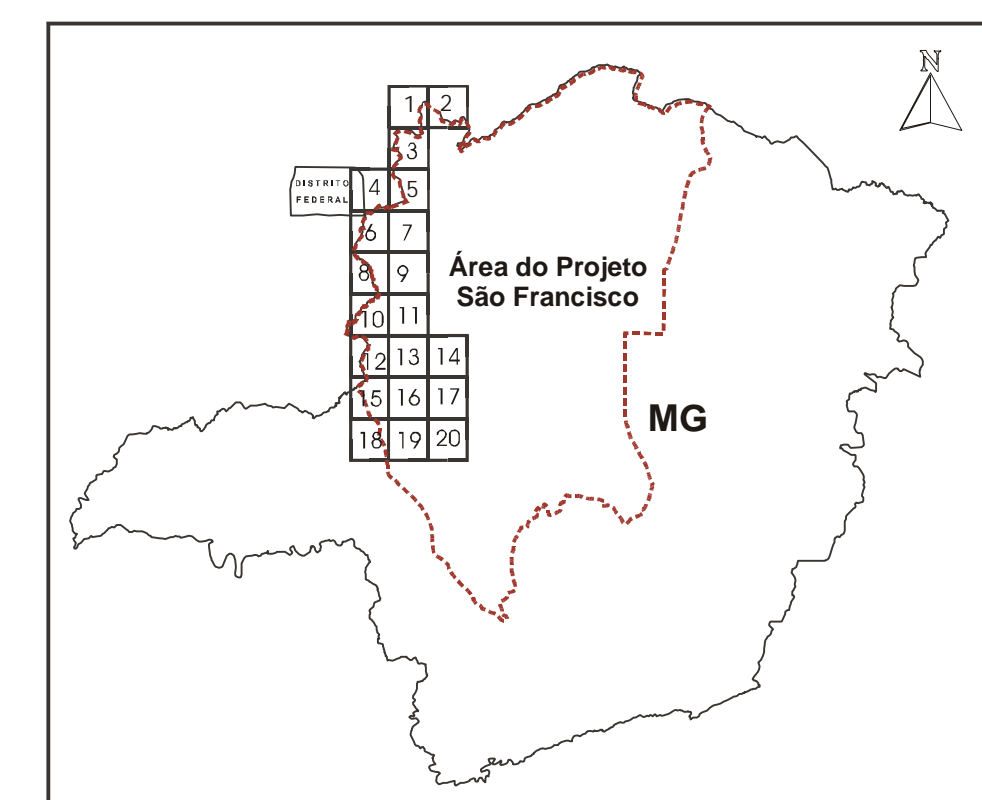 N
1 2
3
DISTRITO
FEDERAL
4 5
6 7
8 9
Área do Projeto
São Francisco
10 11
12 13 14
15 16 17
MG
18 19 20